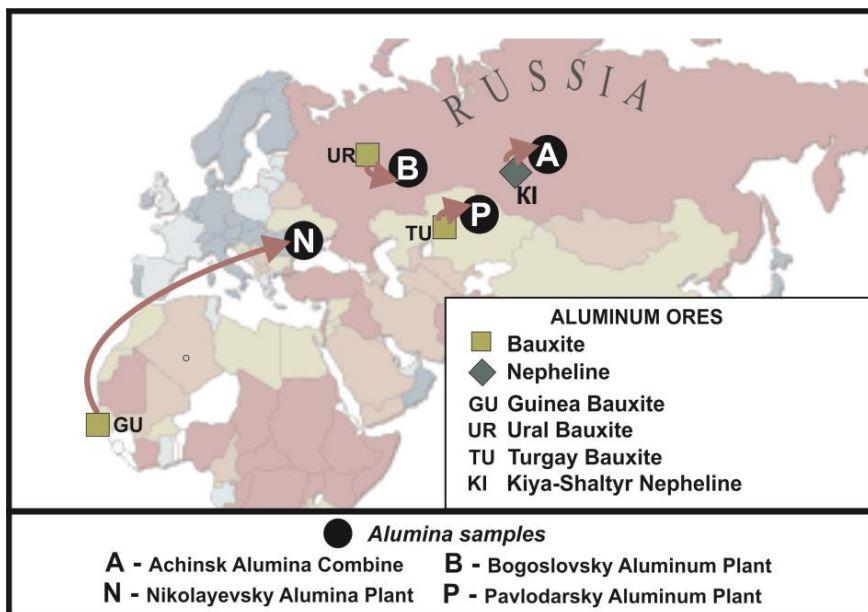 RUSSIA
UR
B
A
KI
TU
P
N
GU
ALUMINUM ORES
Bauxite
Nepheline
GU Guinea Bauxite
UR Ural Bauxite
TU Turgay Bauxite
KI Kiya-Shaltyr Nepheline
Alumina samples
A - Achinsk Alumina Combine B - Bogoslovsky Aluminum Plant
N - Nikolayevsky Alumina Plant P - Pavlodarsky Aluminum Plant